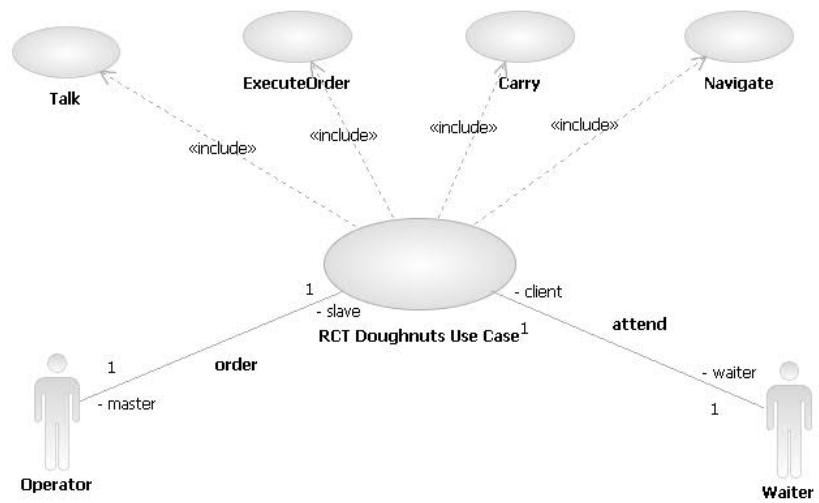 Talk
ExecuteOrder
Carry
Navigate
«include»
«include»
«include»
«include»
1
- slave
- client
RCT Doughnuts Use Case
1
attend
order
1
- master
- waiter
1
Operator
Waiter